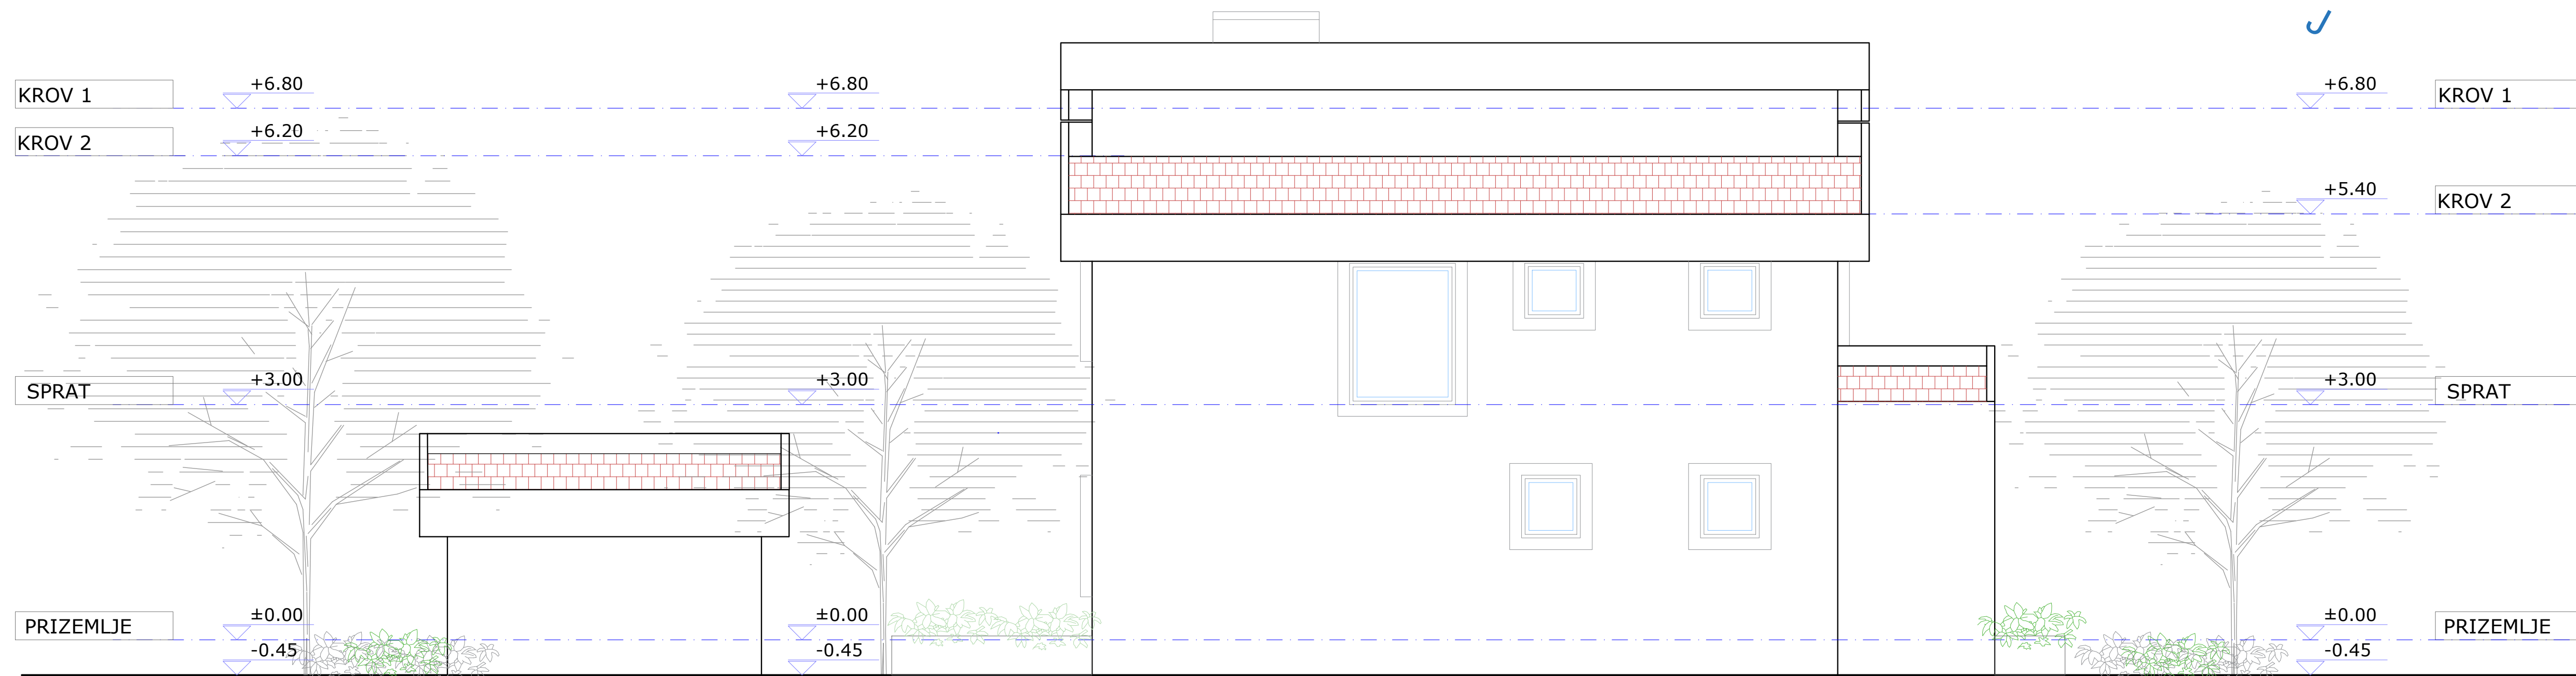 +6.80 +6.80 +6.80
KROV 1 KROV 1
+6.20 +6.20
KROV 2
+5.40
KROV 2
+3.00 +3.00 +3.00
SPRAT SPRAT
±0.00 ±0.00 ±0.00
PRIZEMLJE PRIZEMLJE
-0.45 -0.45 -0.45